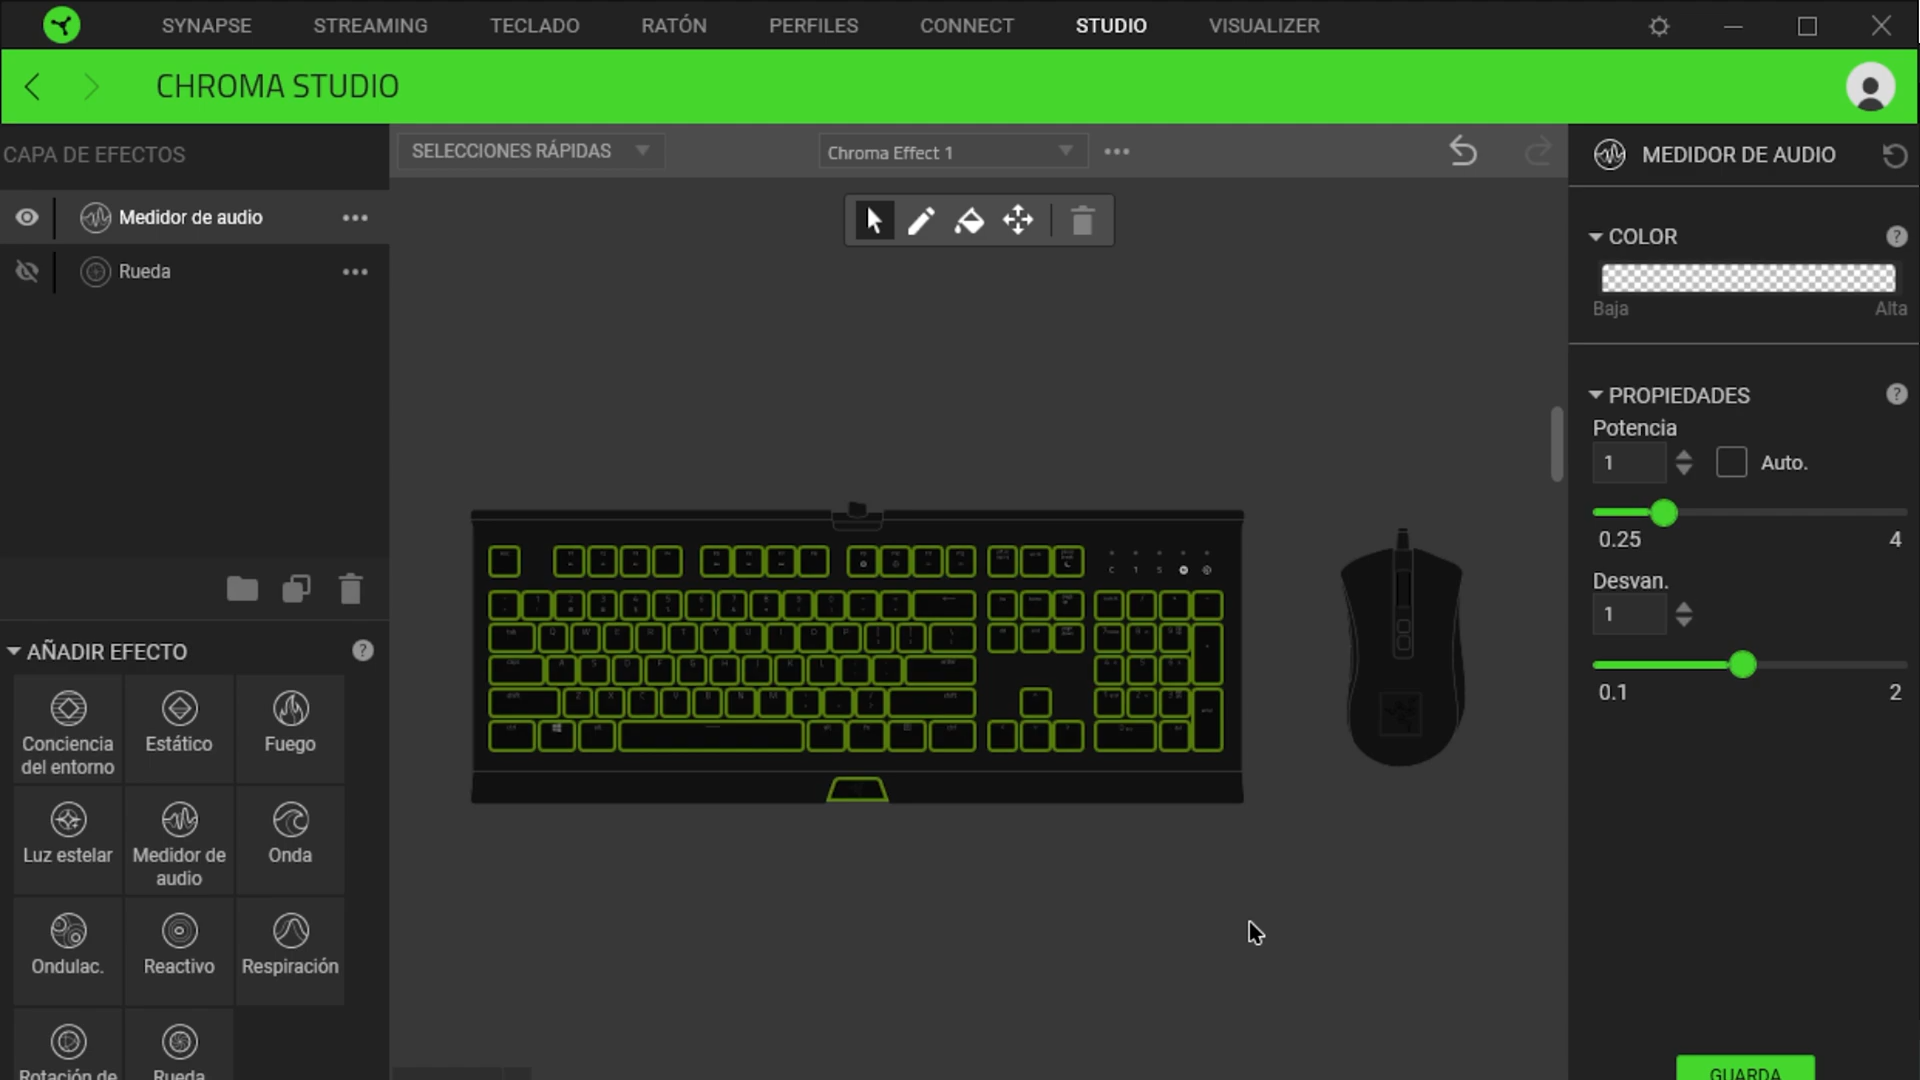 SYNAPSE STREAMING TECLADO RATÓN PERFILES CONNECT STUDIO VISUALIZER
CHROMA STUDIO
CAPA DE EFECTOS
Medidor de audio
Rueda
AÑADIR EFECTO
Conciencia
del entorno
Estático
Fuego
Luz estelar
Medidor de
audio
Onda
Ondulac.
Reactivo
Respiración
Rotación de
Rueda
SELECCIONES RÁPIDAS
Chroma Effect 1
MEDIDOR DE AUDIO
COLOR
Baja Alta
PROPIEDADES
Potencia
1 Auto.
0.25 4
Desvan.
1
0.1 2
GUARDA